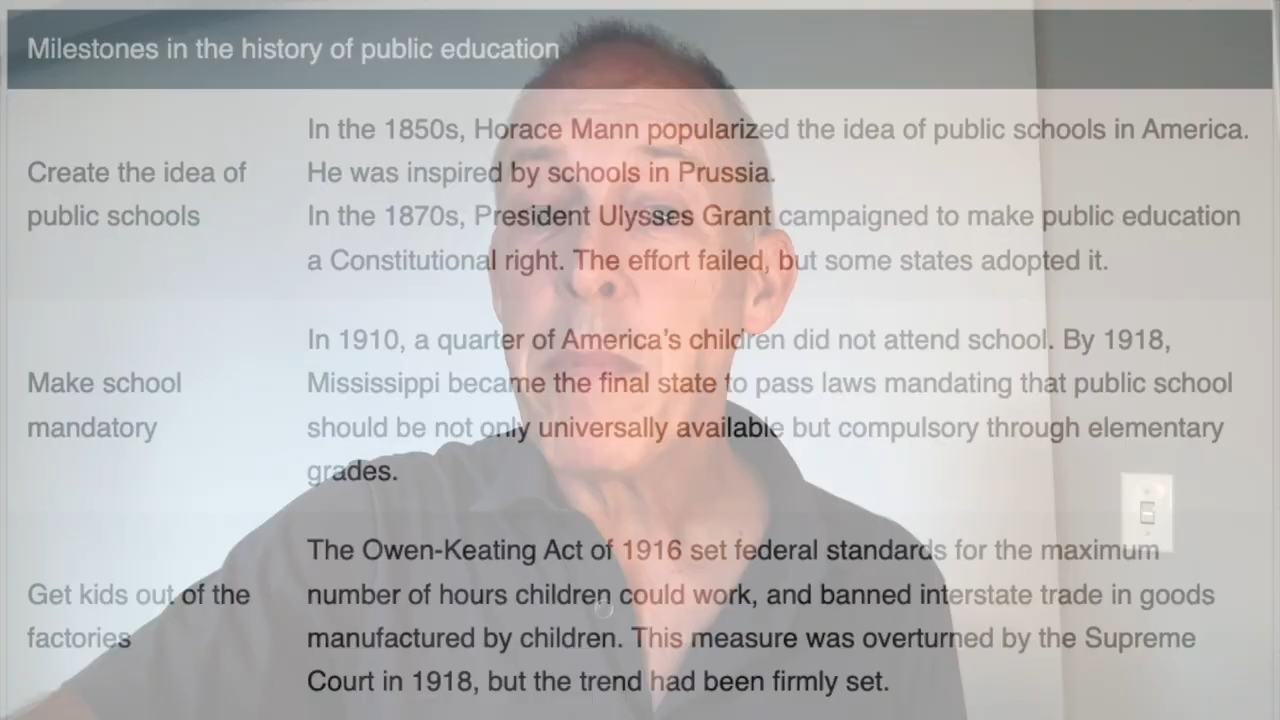 Milestones in the history of public education
Create the idea of
public schools
In the 1850s, Horace Mann popularized the idea of public schools in America.
He was inspired by schools in Prussia.
In the 1870s, President Ulysses Grant campaigned to make public education
a Constitutional right. The effort failed, but some states adopted it.
Make school
mandatory
In 1910, a quarter of America's children did not attend school. By 1918,
Mississippi became the final state to pass laws mandating that public school
should be not only universally available but compulsory through elementary
grades.
Get kids out of the
factories
The Owen-Keating Act of 1916 set federal standards for the maximum
number of hours children could work, and banned interstate trade in goods
manufactured by children. This measure was overturned by the Supreme
Court in 1918, but the trend had been firmly set.